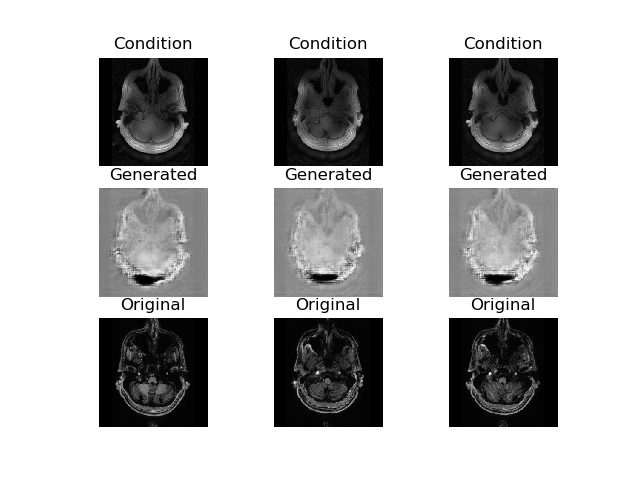 Condition Condition Condition
Generated Generated Generated
Original Original Original